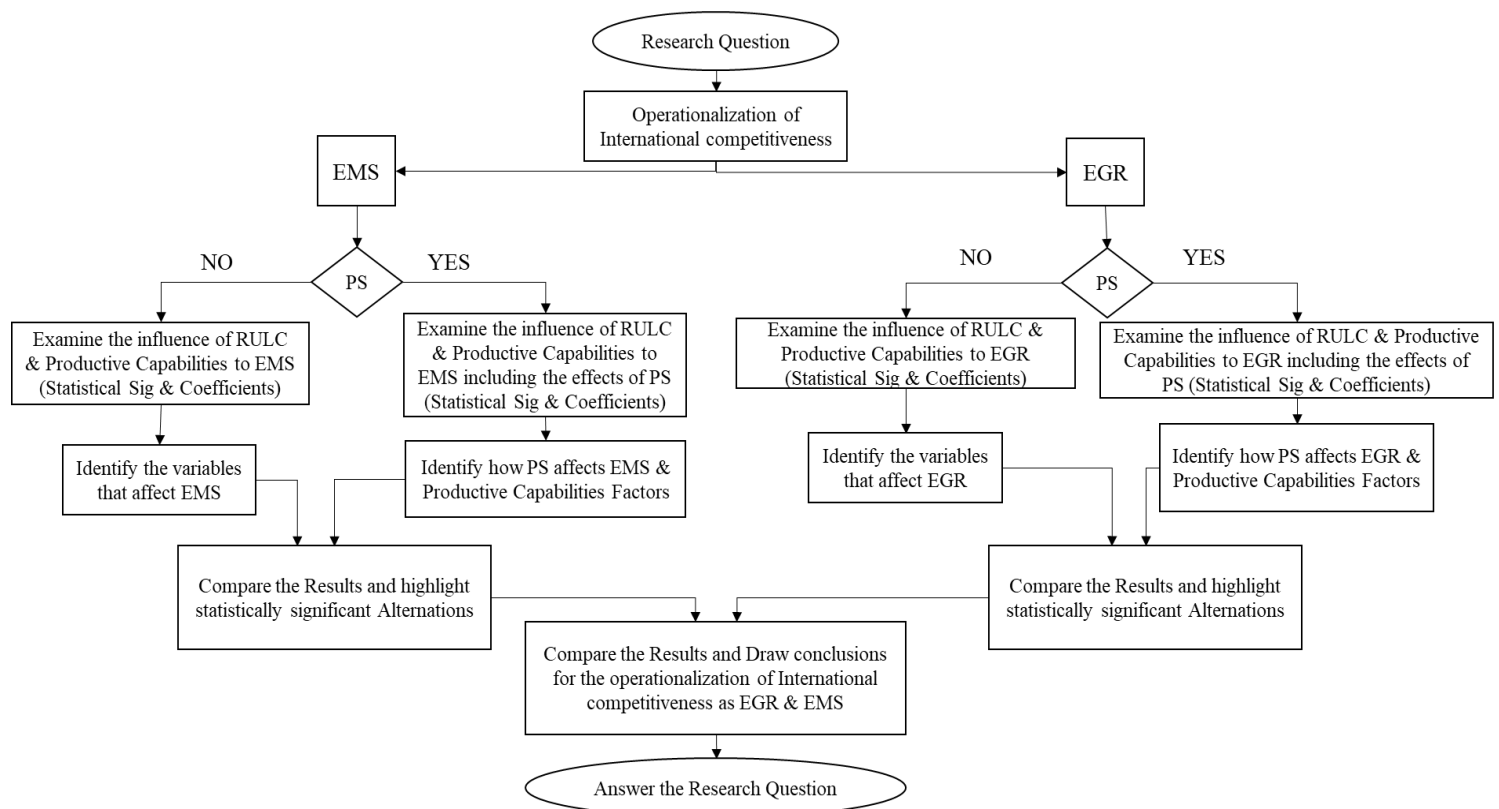 Research Question
Operationalization of
International competitiveness
EMS
EGR
NO
PS
YES
NO
PS
YES
Examine the influence of RULC
& Productive Capabilities to EMS
(Statistical Sig & Coefficients)
Examine the influence of RULC
& Productive Capabilities to
EMS including the effects of PS
(Statistical Sig & Coefficients)
Examine the influence of RULC &
Productive Capabilities to EGR
(Statistical Sig & Coefficients)
Examine the influence of RULC & Productive
Capabilities to EGR including the effects of
PS (Statistical Sig & Coefficients)
Identify the variables
that affect EMS
Identify how PS affects EMS &
Productive Capabilities Factors
Identify the variables
that affect EGR
Identify how PS affects EGR &
Productive Capabilities Factors
Compare the Results and highlight
statistically significant Alternations
Compare the Results and highlight
statistically significant Alternations
Compare the Results and Draw conclusions
for the operationalization of International
competitiveness as EGR & EMS
Answer the Research Question